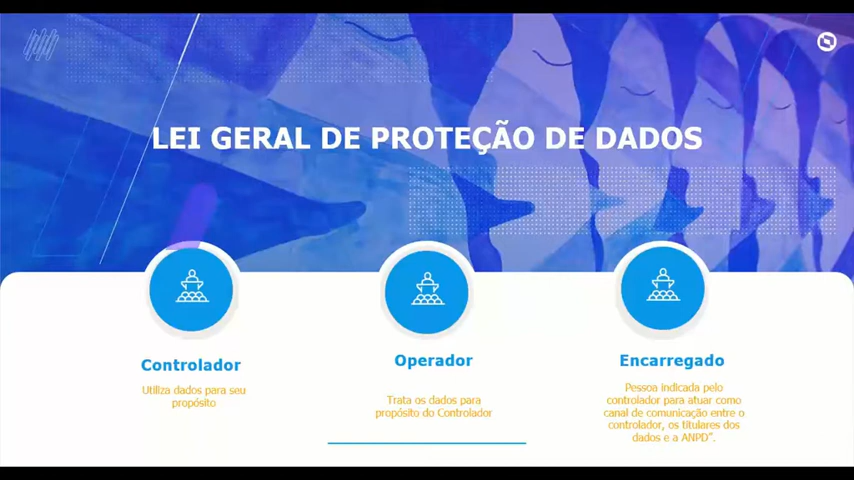 LEI GERAL DE PROTEÇÃO DE DADOS
Controlador
Utiliza dados para seu
propósito
Operador
Trata os dados para
propósito do Controlador
Encarregado
Pessoa indicada pelo
controlador para atuar como
canal de comunicação entre o
controlador, os titulares dos
dados e a ANPD”.